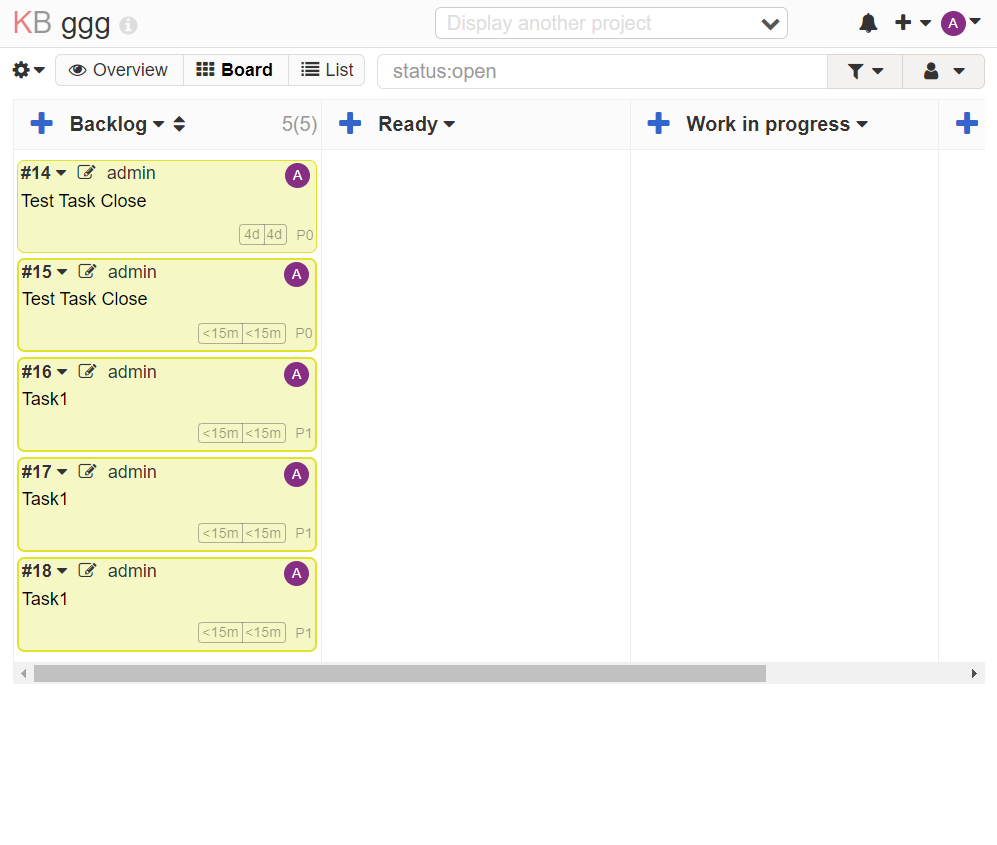 KB ggg
Display another project
A
Overview
Board
List
status:open
Backlog
5(5)
Ready
Work in progress
#14 admin A
Test Task Close
4d 4d P0
#15 admin A
Test Task Close
<15m <15m P0
#16 admin A
Task1
<15m <15m P1
#17 admin A
Task1
<15m <15m P1
#18 admin A
Task1
<15m <15m P1